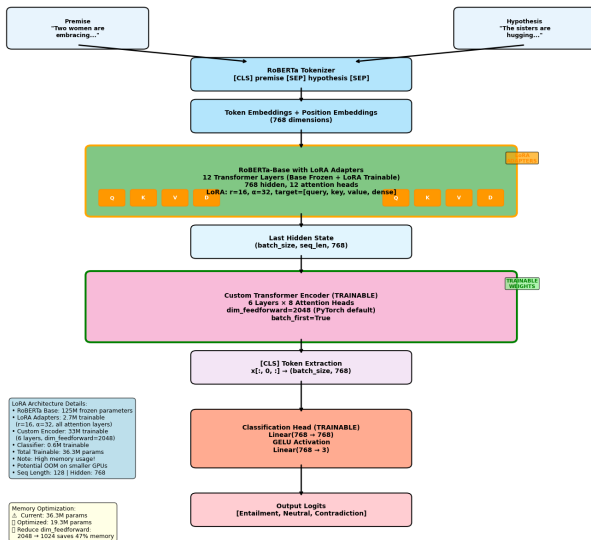 Premise
"Two women are
embracing..."
Hypothesis
"The sisters are
hugging..."
RoBERTa Tokenizer
[CLS] premise [SEP] hypothesis [SEP]
Token Embeddings + Position Embeddings
(768 dimensions)
RoBERTa-Base with LoRA Adapters
12 Transformer Layers (Base Frozen + LoRA Trainable)
768 hidden, 12 attention heads
LoRA: r=16, α=32, target=[query, key, value, dense]
Q K V D Q K V D
LoRA
Last Hidden State
(batch_size, seq_len, 768)
TRAINABLE
WEIGHTS
Custom Transformer Encoder (TRAINABLE)
6 Layers × 8 Attention Heads
dim_feedforward=2048 (PyTorch default)
batch_first=True
[CLS] Token Extraction
x[:, 0, :] → (batch_size, 768)
Classification Head (TRAINABLE)
Linear(768 → 768)
GELU Activation
Linear(768 → 3)
Output Logits
[Entailment, Neutral, Contradiction]
LoRA Architecture Details:
• RoBERTa Base: 125M frozen parameters
• LoRA Adapters: 2.7M trainable
(r=16, α=32, all attention layers)
• Custom Encoder: 33M trainable
(6 layers, dim_feedforward=2048)
• Classifier: 0.6M trainable
• Total Trainable: 36.3M params
• Note: High memory usage!
• Potential OOM on smaller GPUs
• Seq Length: 128 | Hidden: 768
Memory Optimization:
⚠ Current: 36.3M params
▯ Optimized: 19.3M params
▯ Reduce dim_feedforward:
2048 → 1024 saves 47% memory